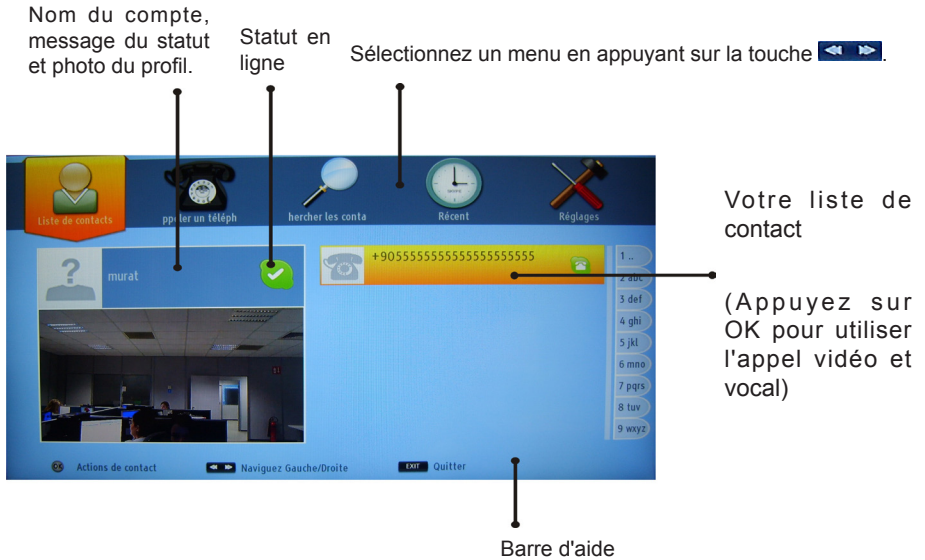 Nom du compte,
message du statut
et photo du profil.
Statut en
ligne
Sélectionnez un menu en appuyant sur la touche
Liste de contacts
ppeler un téléph
hercher les conta
Récent
Réglages
murat
+9055555555555555555555
1 ..
2 abc
3 def
4 ghi
5 jkl
6 mno
7 pqrs
8 tuv
9 wxyz
OK Actions de contact
Naviguez Gauche/Droite
EXIT Quitter
Votre liste de
contact
(Appuyez sur
OK pour utiliser
l'appel vidéo et
vocal)
Barre d'aide